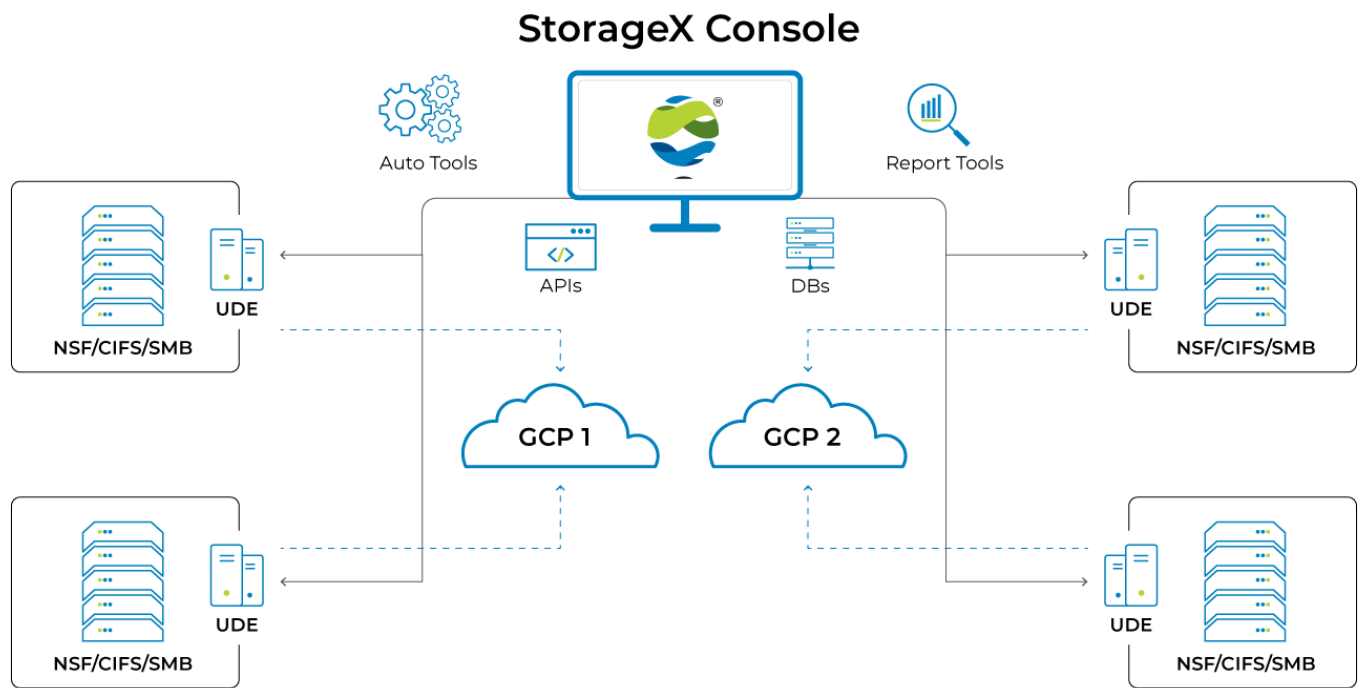 StorageX Console
®
Auto Tools
Report Tools
APIs
DBs
UDE
NSF/CIFS/SMB
UDE
NSF/CIFS/SMB
GCP 1
GCP 2
UDE
NSF/CIFS/SMB
UDE
NSF/CIFS/SMB